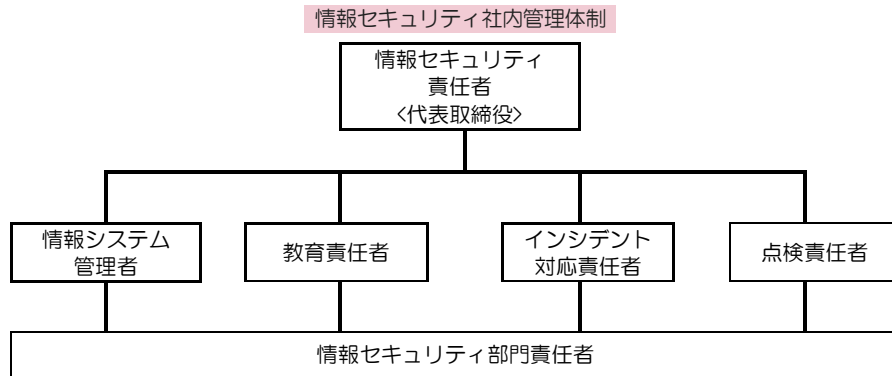 情報セキュリティ社内管理体制
情報セキュリティ
責任者
<代表取締役>
情報システム
管理者
教育責任者
インシデント
対応責任者
点検責任者
情報セキュリティ部門責任者